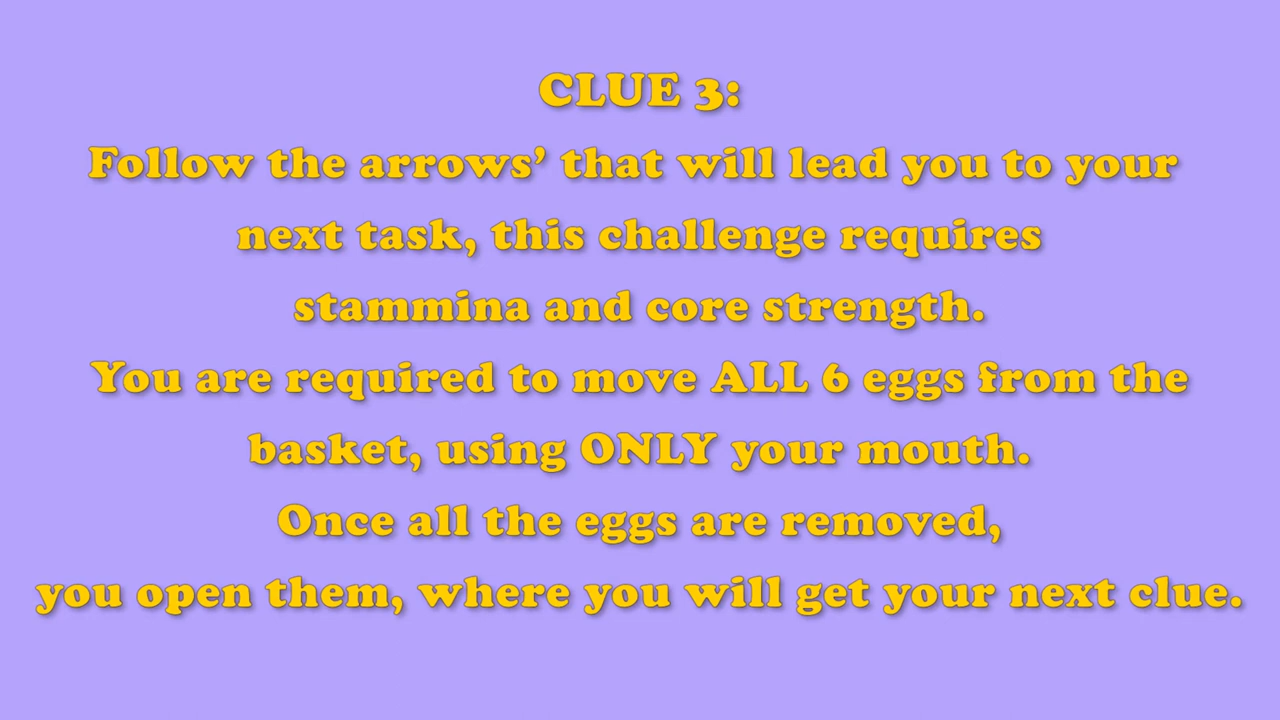 CLUE 3:
Follow the arrows’ that will lead you to your
next task, this challenge requires
stammina and core strength.
You are required to move ALL 6 eggs from the
basket, using ONLY your mouth.
Once all the eggs are removed,
you open them, where you will get your next clue.